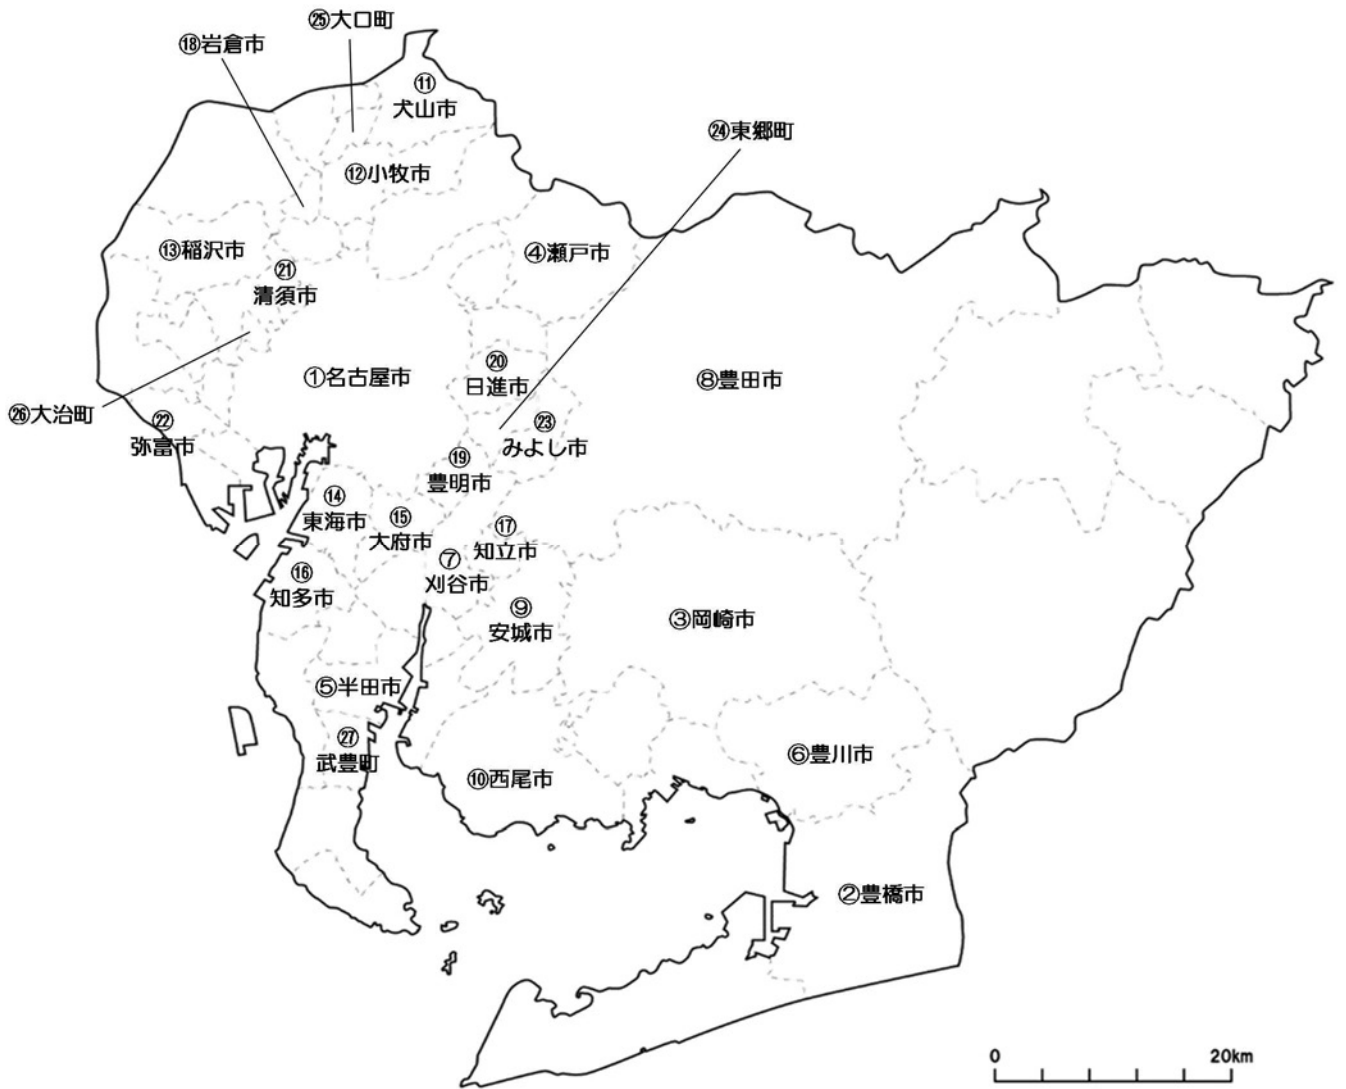 ㉕大口町
⑱岩倉市
⑪
犬山市
㉔東郷町
⑫小牧市
⑬稲沢市
④瀬戸市
㉑
清須市
⑳
日進市
①名古屋市
⑧豊田市
㉖大治町
㉒
弥富市
㉓
みよし市
⑲
豊明市
⑭
東海市
⑮
大府市
⑰
知立市
⑦
刈谷市
⑯
知多市
⑨
安城市
③岡崎市
⑤半田市
㉗
武豊町
⑥豊川市
⑩西尾市
②豊橋市
0 20km